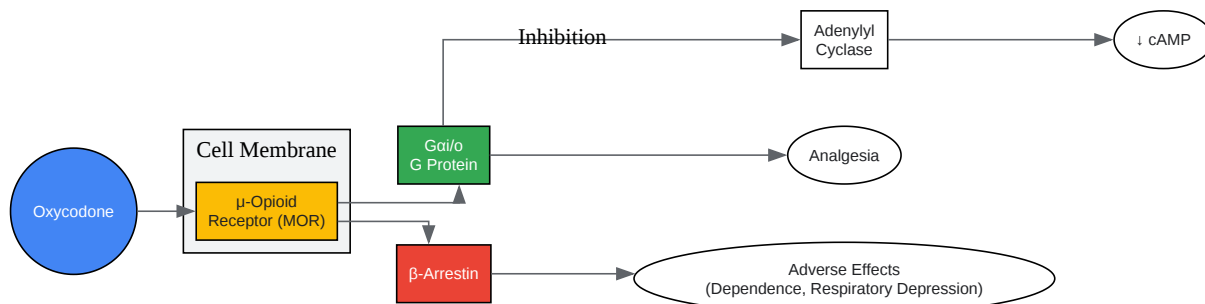 Inhibition
Adenylyl
Cyclase
↓ cAMP
Cell Membrane
Gαi/o
G Protein
Analgesia
Oxycodone
μ-Opioid
Receptor (MOR)
β-Arrestin
Adverse Effects
(Dependence, Respiratory Depression)